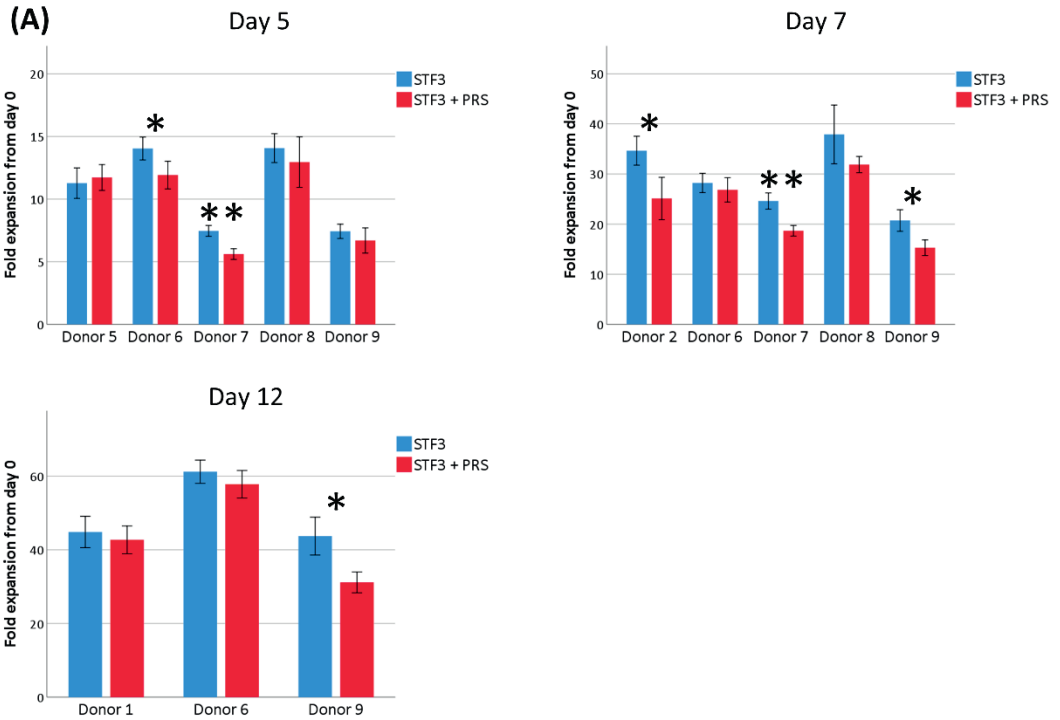 (A)
Day 5
Fold expansion from day 0
20
15
10
5
0
STF3
STF3 + PRS
*
**
Donor 5 Donor 6 Donor 7 Donor 8 Donor 9
Day 7
Fold expansion from day 0
50
40
30
20
10
0
STF3
STF3 + PRS
*
**
*
Donor 2 Donor 6 Donor 7 Donor 8 Donor 9
Day 12
Fold expansion from day 0
60
40
20
0
STF3
STF3 + PRS
*
Donor 1 Donor 6 Donor 9